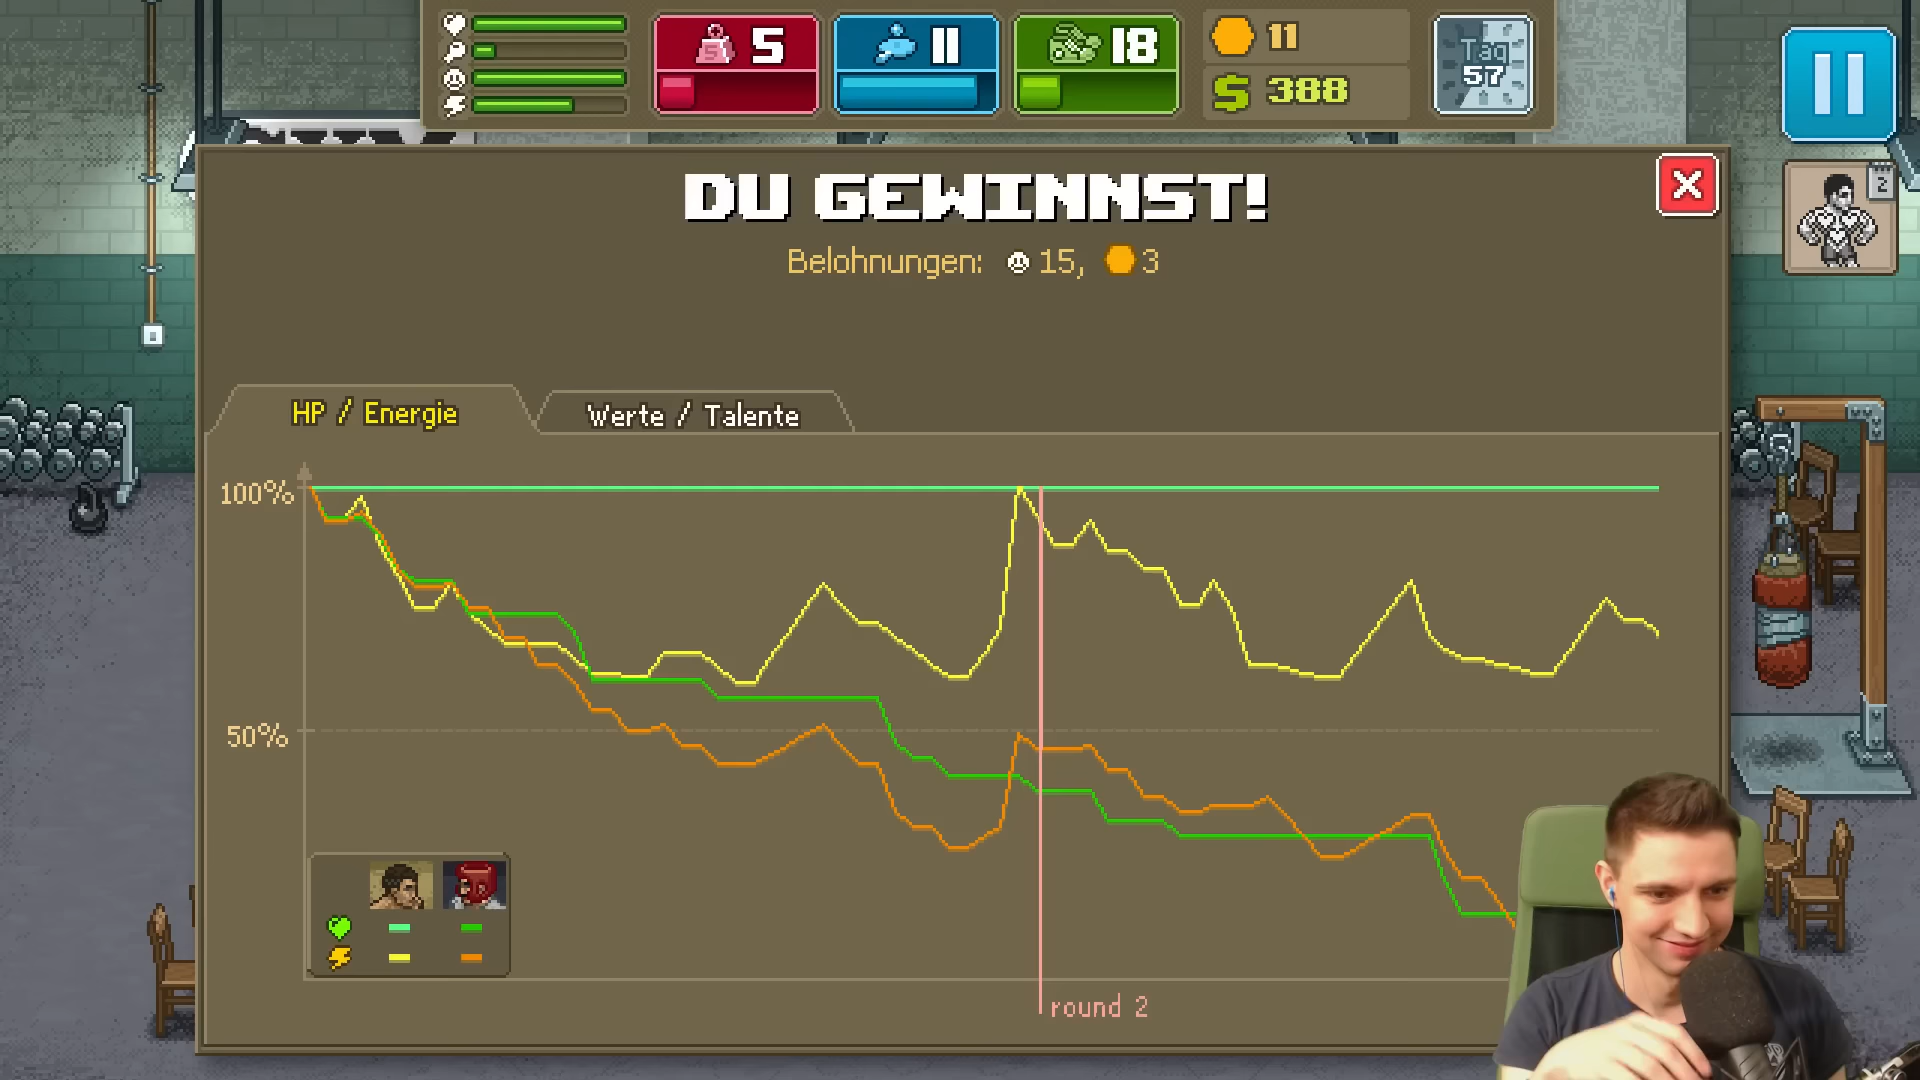 5
11
18
11
388
Tag
57
2
DU GEWINNST!
Belohnungen: 15, 3
HP / Energie
Werte / Talente
100%
50%
round 2